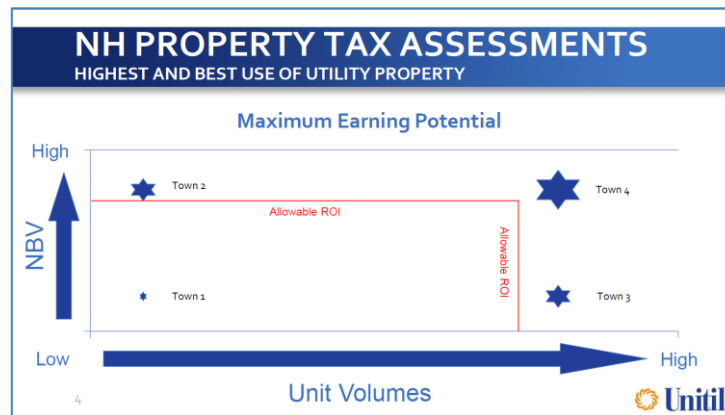 NH PROPERTY TAX ASSESSMENTS
HIGHEST AND BEST USE OF UTILITY PROPERTY
Maximum Earning Potential
High
Town 2
Town 4
Allowable ROI
Allowable ROI
NBV
Town 1
Town 3
Low
High
Unit Volumes
4
Unitil